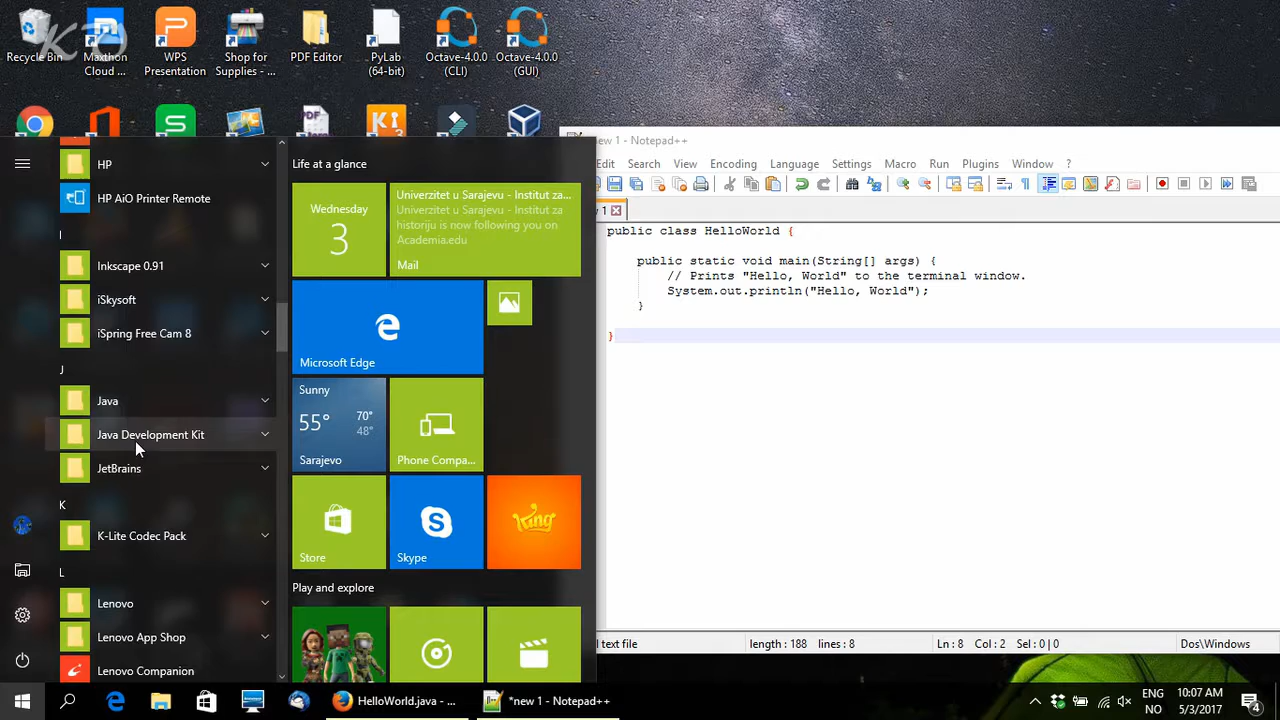 Recycle Bin
Maxthon Cloud ...
WPS Presentation
Shop for Supplies - ...
PDF Editor
PyLab (64-bit)
Octave-4.0.0 (CLI)
Octave-4.0.0 (GUI)
HP
HP AiO Printer Remote
I
Inkscape 0.91
iSkysoft
iSpring Free Cam 8
J
Java
Java Development Kit
JetBrains
K
K-Lite Codec Pack
L
Lenovo
Lenovo App Shop
Lenovo Companion
Life at a glance
Wednesday
3
Univerzitet u Sarajevu - Institut za...
Univerzitet u Sarajevu - Institut za
historiju is now following you on
Academia.edu
Mail
Microsoft Edge
Sunny
55° 70°
48°
Sarajevo
Phone Compa...
Store
Skype
King
Play and explore
new 1 - Notepad++
Edit Search View Encoding Language Settings Macro Run Plugins Window ?
1
public class HelloWorld {
public static void main(String[] args) {
// Prints "Hello, World" to the terminal window.
System.out.println("Hello, World");
}
}
l text file length : 188 lines : 8 Ln : 8 Col : 2 Sel : 0 | 0 Dos\Windows
HelloWorld.java - ...
*new 1 - Notepad++
ENG
NO
10:07 AM
5/3/2017
4